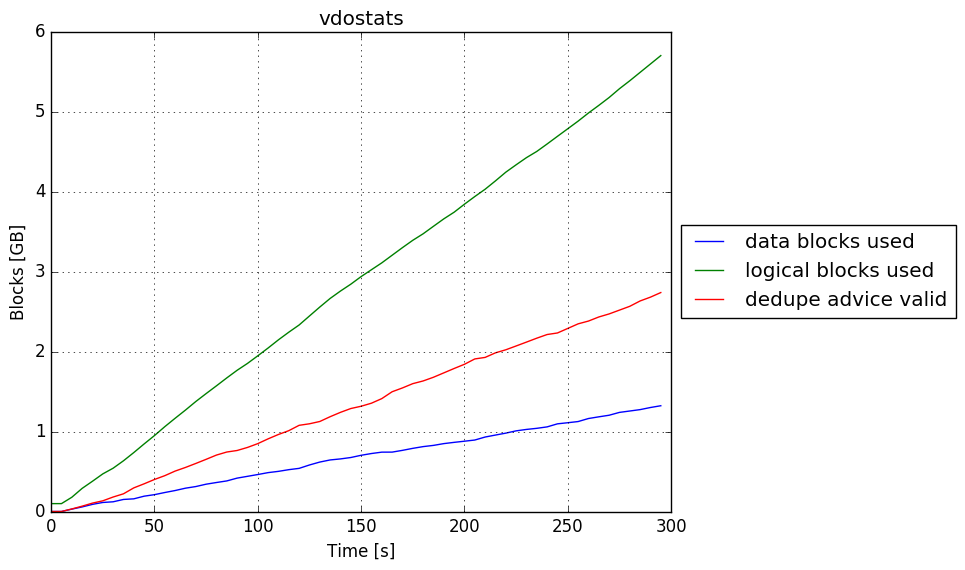 vdostats
6
5
4
3
2
1
0
Blocks [GB]
0 50 100 150 200 250 300
Time [s]
data blocks used
logical blocks used
dedupe advice valid